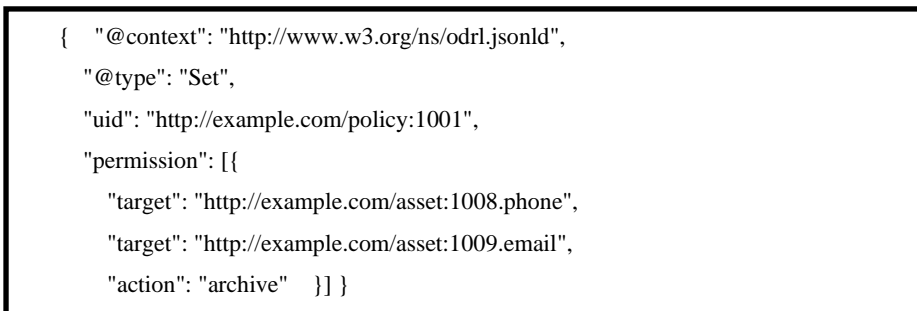 { "@context": "http://www.w3.org/ns/odrl.jsonld",
"@type": "Set",
"uid": "http://example.com/policy:1001",
"permission": [{
"target": "http://example.com/asset:1008.phone",
"target": "http://example.com/asset:1009.email",
"action": "archive" }] }